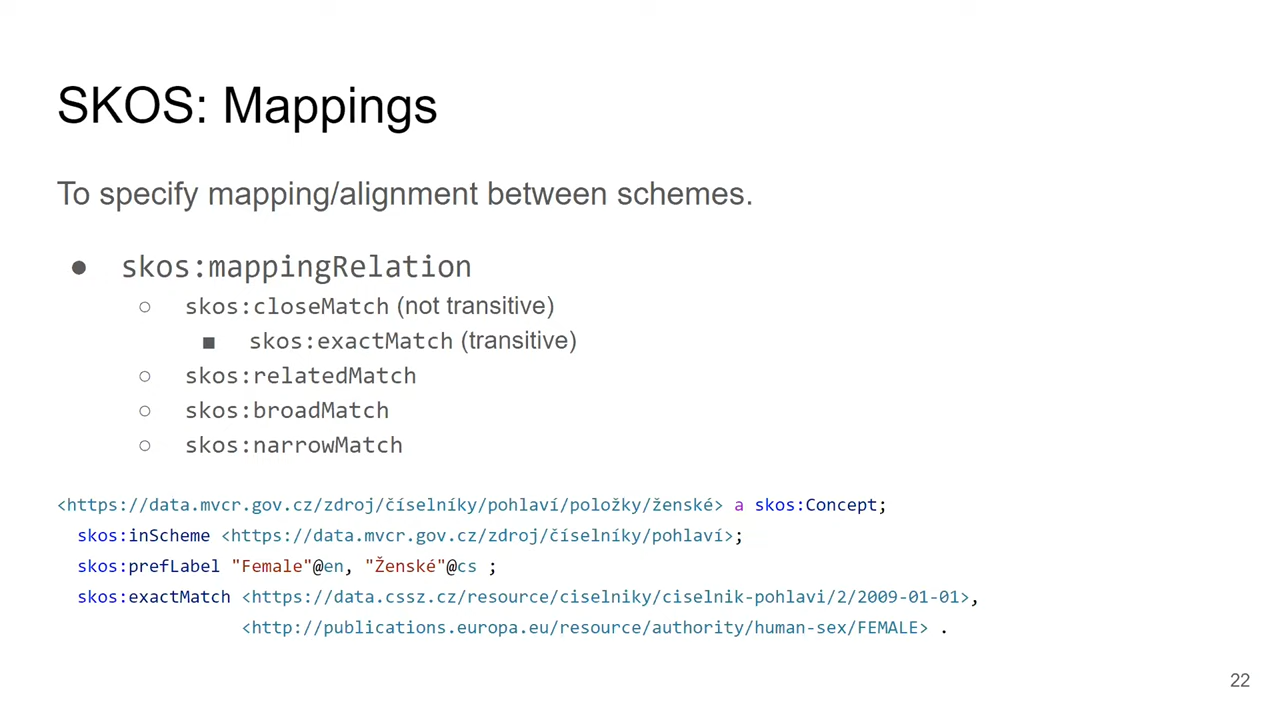 SKOS: Mappings
To specify mapping/alignment between schemes.
● skos:mappingRelation
○ skos:closeMatch (not transitive)
■ skos:exactMatch (transitive)
○ skos:relatedMatch
○ skos:broadMatch
○ skos:narrowMatch
<https://data.mvcr.gov.cz/zdroj/číselníky/pohlaví/položky/ženské> a skos:Concept;
skos:inScheme <https://data.mvcr.gov.cz/zdroj/číselníky/pohlaví>;
skos:prefLabel "Female"@en, "Ženské"@cs ;
skos:exactMatch <https://data.cssz.cz/resource/ciselniky/ciselnik-pohlavi/2/2009-01-01>,
<http://publications.europa.eu/resource/authority/human-sex/FEMALE> .
22